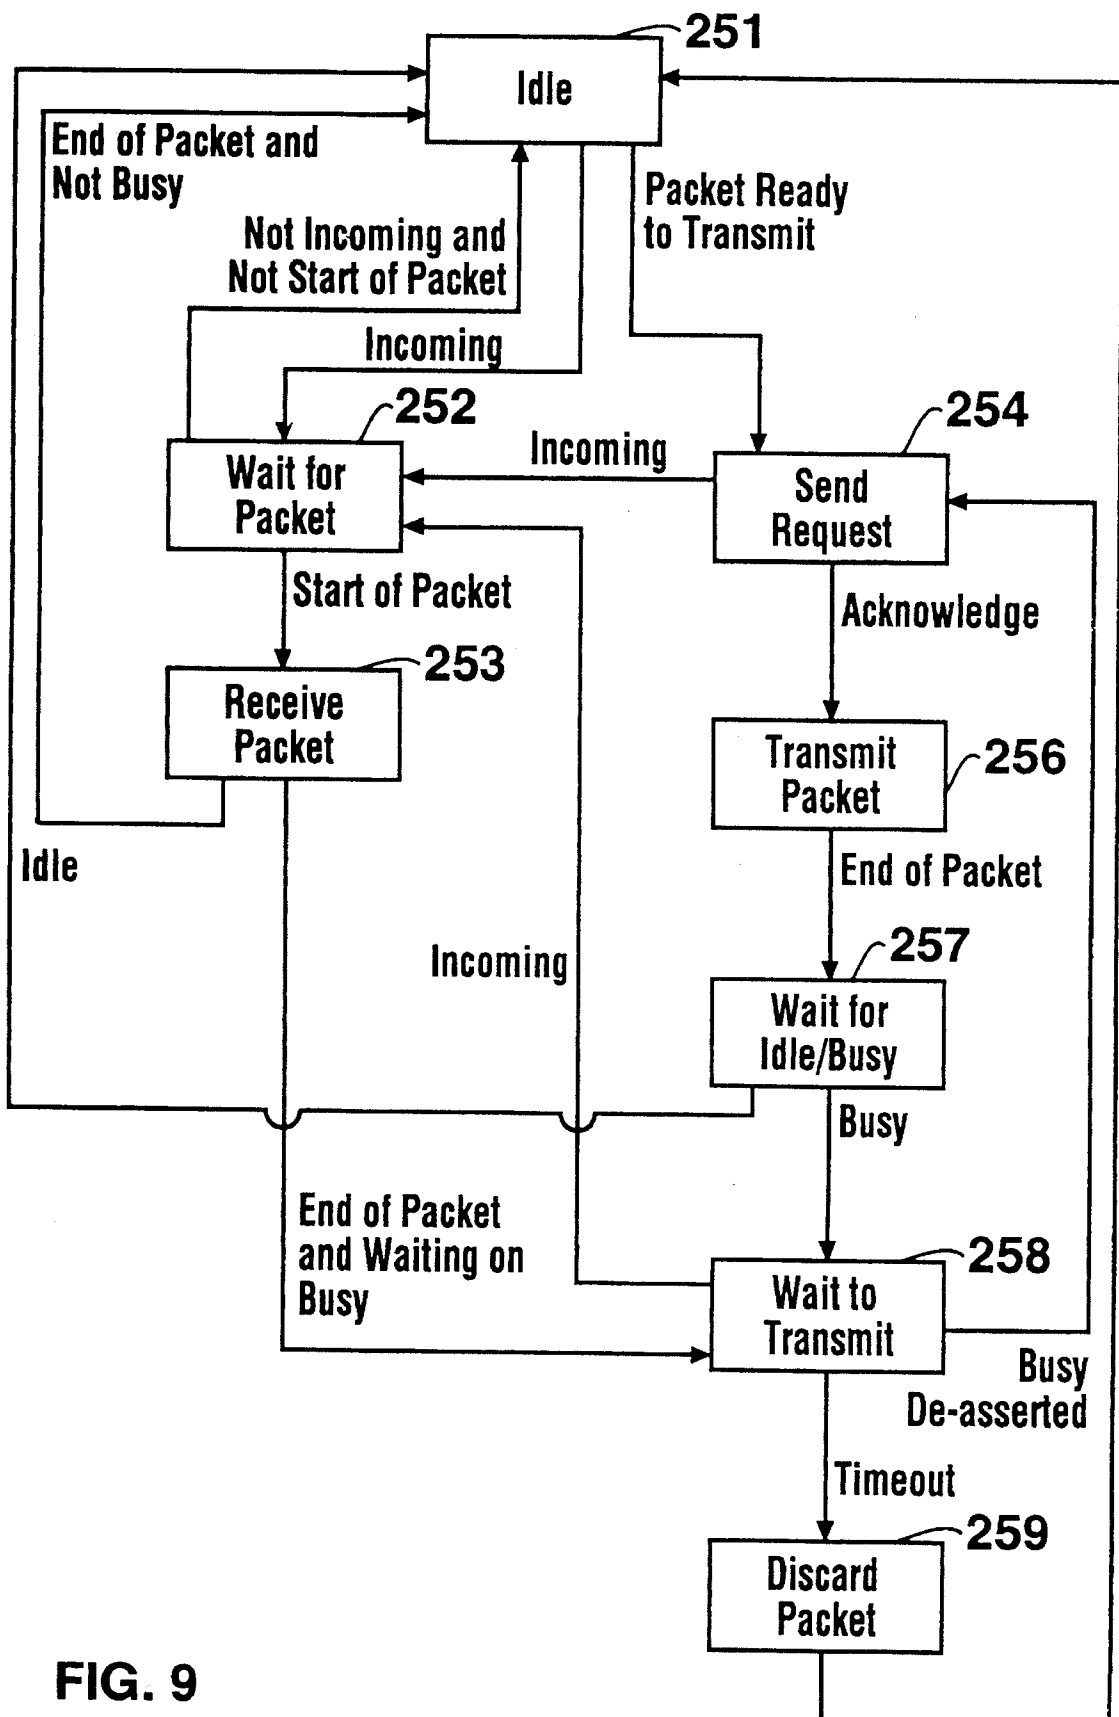 251
Idle
End of Packet and
Not Busy
Packet Ready
to Transmit
Not Incoming and
Not Start of Packet
Incoming
252
254
Wait for
Packet
Incoming
Send
Request
Start of Packet
Acknowledge
253
Receive
Packet
Transmit
Packet
256
Idle
End of Packet
257
Incoming
Wait for
Idle/Busy
Busy
End of Packet
and Waiting on
Busy
258
Wait to
Transmit
Busy
De-asserted
Timeout
259
Discard
Packet
FIG. 9